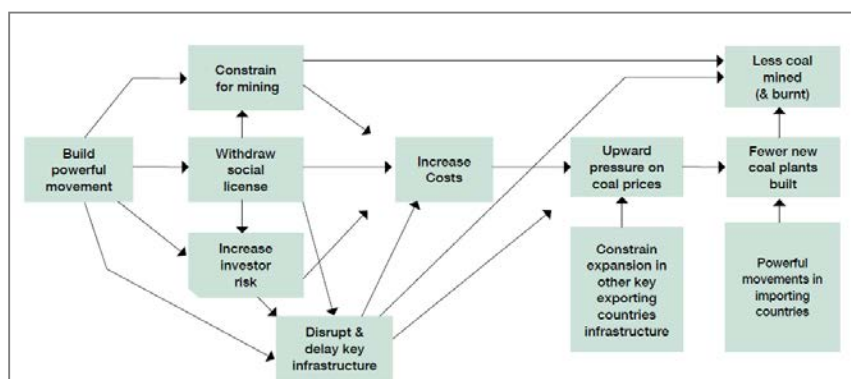 Constrain
for mining
Less coal
mined
(& burnt)
Build
powerful
movement
Withdraw
social
license
Increase
Costs
Upward
pressure on
coal prices
Fewer new
coal plants
built
Increase
investor
risk
Constrain
expansion in
other key
exporting
countries
infrastructure
Powerful
movements in
importing
countries
Disrupt &
delay key
infrastructure